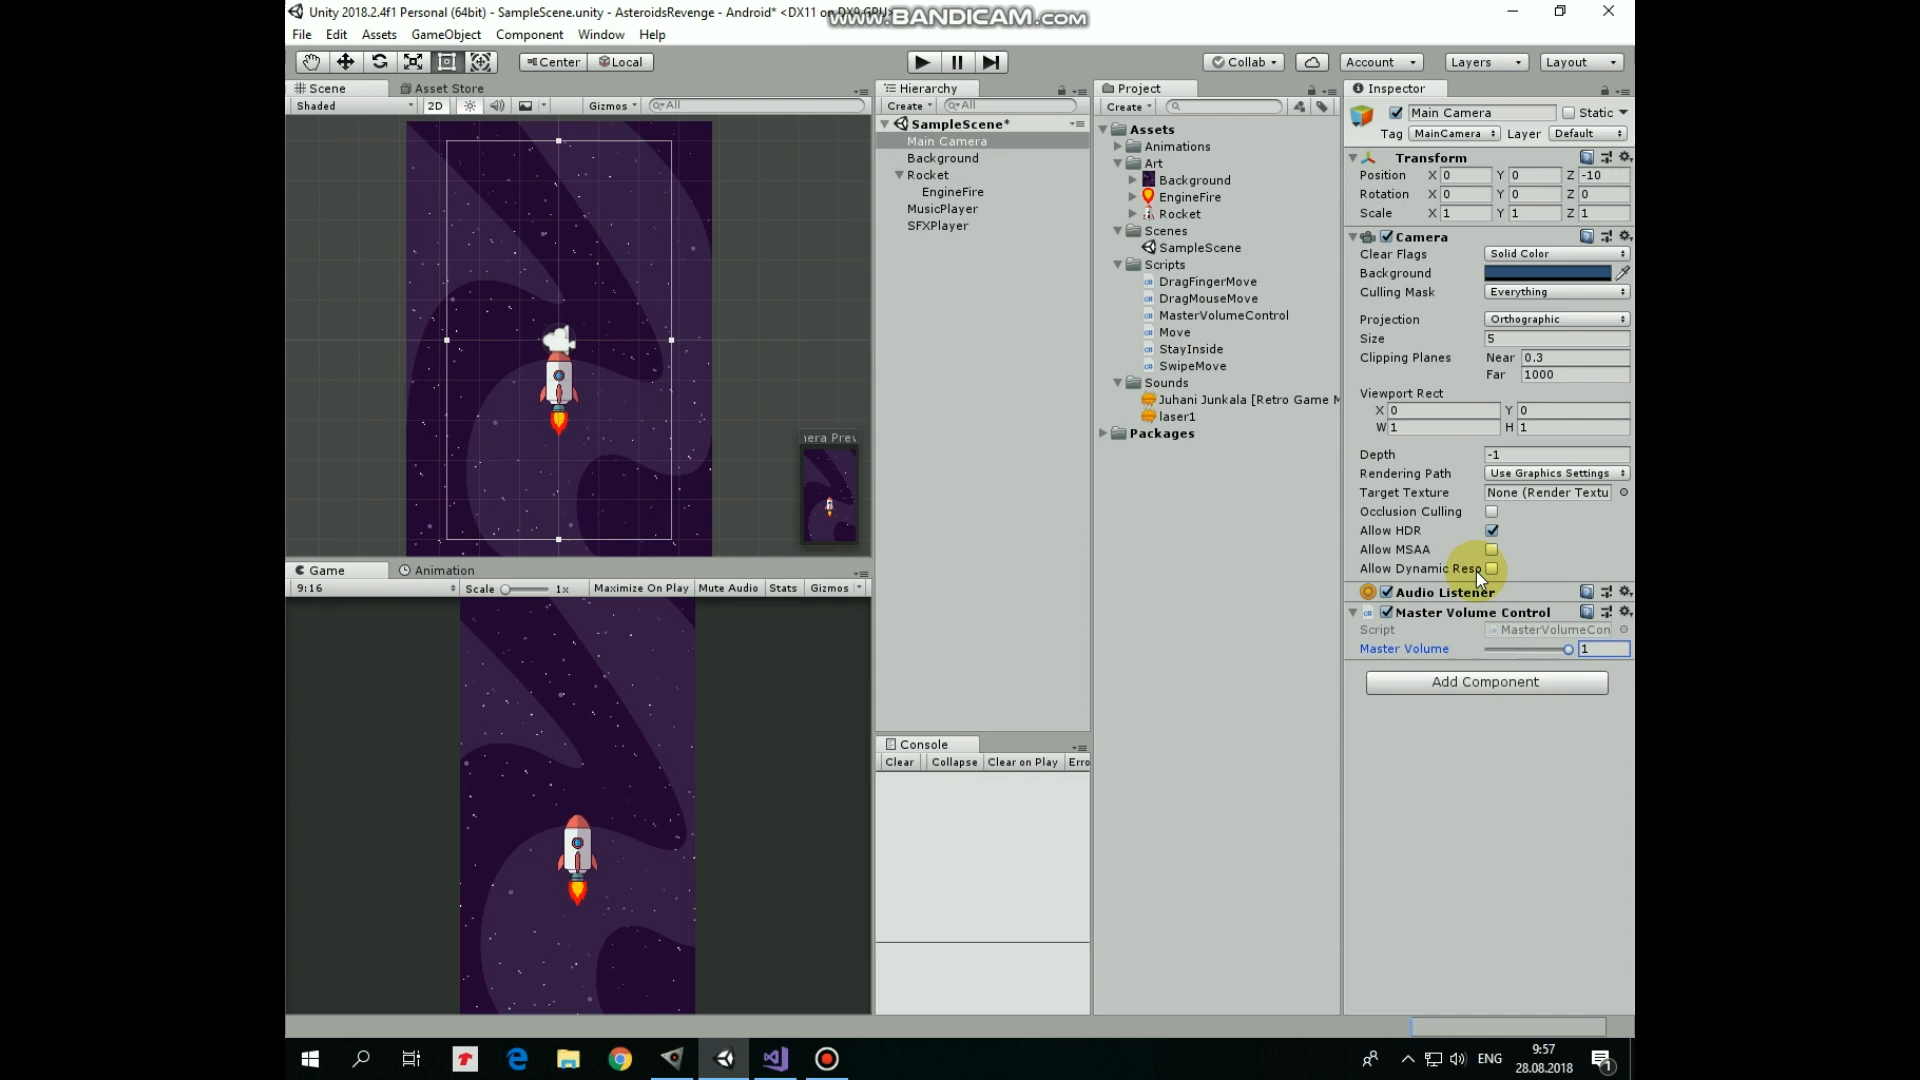 Unity 2018.2.4f1 Personal (64bit) - SampleScene.unity - AsteroidsRevenge - Android* <DX11 on DX9 GPU>
www.BANDICAM.com
File Edit Assets GameObject Component Window Help
Center Local Collab Account Layers Layout
Scene Asset Store
Shaded 2D Gizmos All
Hierarchy
Create All
SampleScene*
Main Camera
Background
Rocket
EngineFire
MusicPlayer
SFXPlayer
Project
Create
Assets
Animations
Art
Background
EngineFire
Rocket
Scenes
SampleScene
Scripts
DragFingerMove
DragMouseMove
MasterVolumeControl
Move
StayInside
SwipeMove
Sounds
Juhani Junkala [Retro Game M
laser1
Packages
Inspector
Main Camera Static
Tag MainCamera Layer Default
Transform
Position X 0 Y 0 Z -10
Rotation X 0 Y 0 Z 0
Scale X 1 Y 1 Z 1
Camera
Clear Flags Solid Color
Background
Culling Mask Everything
Projection Orthographic
Size 5
Clipping Planes Near 0.3
Far 1000
Viewport Rect
X 0 Y 0
W 1 H 1
Depth -1
Rendering Path Use Graphics Settings
Target Texture None (Render Textu
Occlusion Culling
Allow HDR
Allow MSAA
Allow Dynamic Reso
Audio Listener
Master Volume Control
Script MasterVolumeCon
Master Volume 1
Add Component
nera Prev
Game Animation
9:16 Scale 1x Maximize On Play Mute Audio Stats Gizmos
Console
Clear Collapse Clear on Play Erro
ENG
9:57
28.08.2018
1